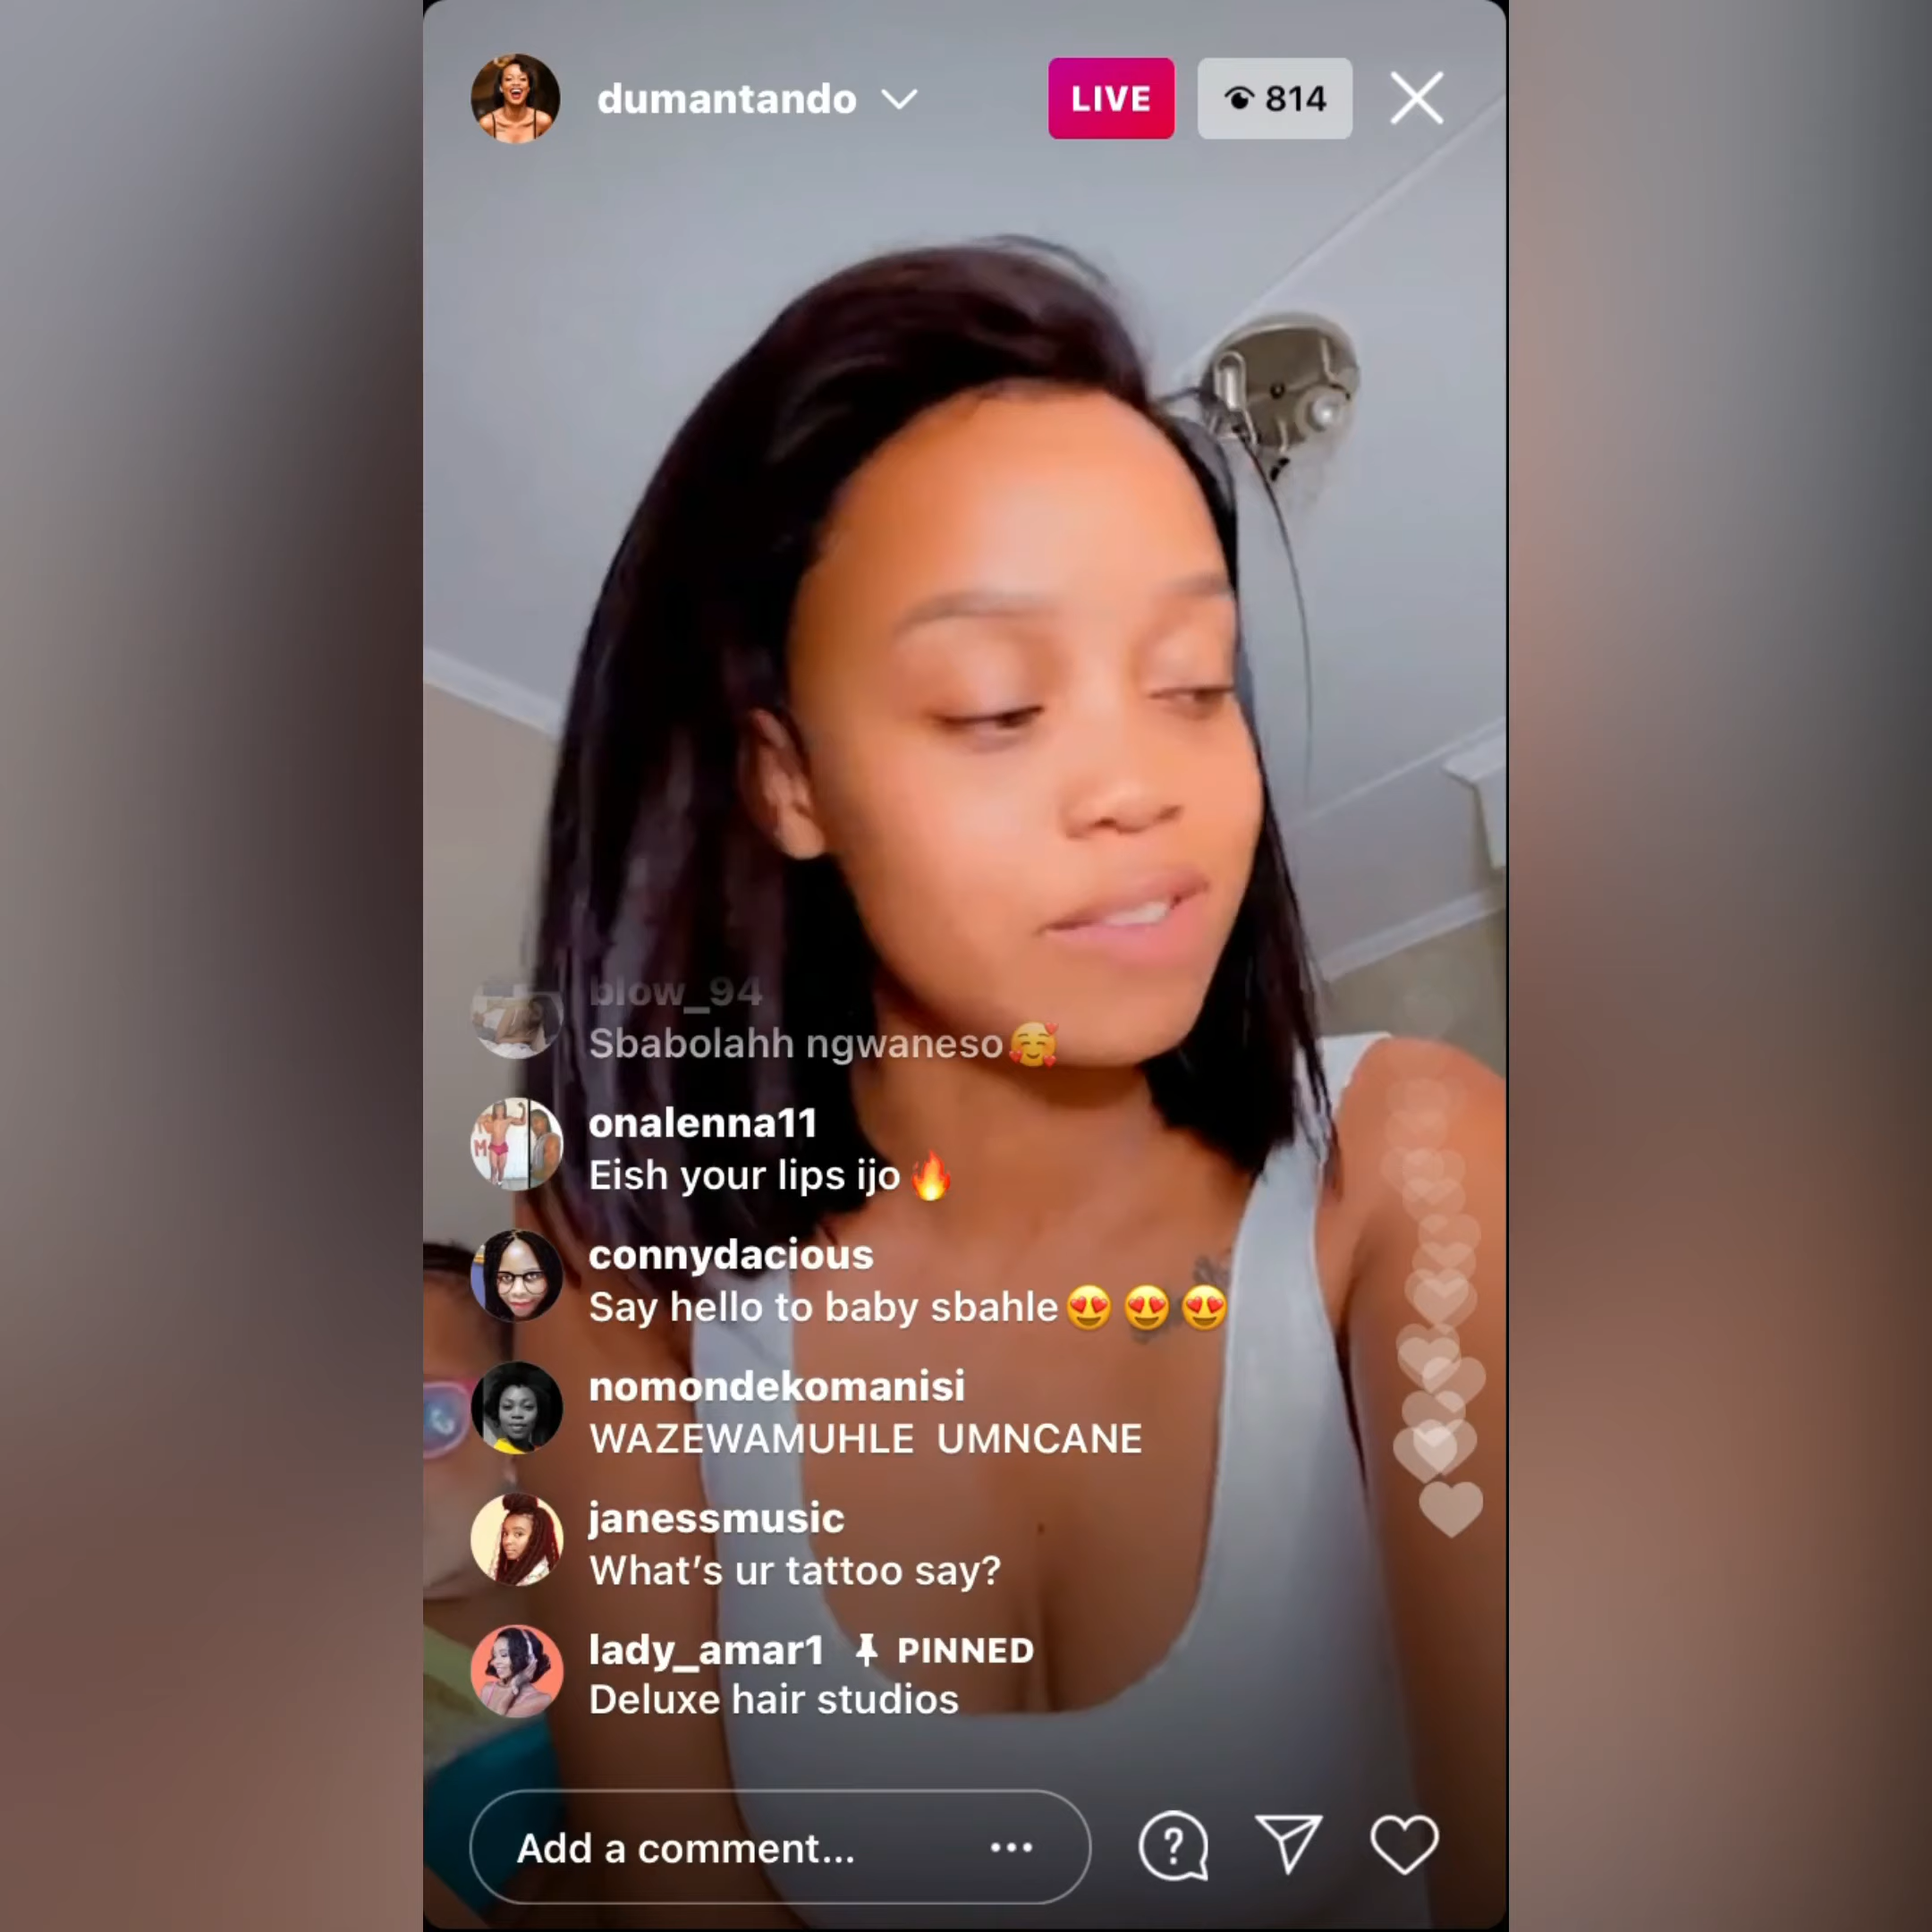 dumantando
LIVE
814
blow_94
Sbabolahh ngwaneso🥰
onalenna11
Eish your lips ijo 🔥
connydacious
Say hello to baby sbahle😍😍😍
nomondekomanisi
WAZEWAMUHLE UMNCANE
janessmusic
What's ur tattoo say?
lady_amar1 PINNED
Deluxe hair studios
Add a comment...